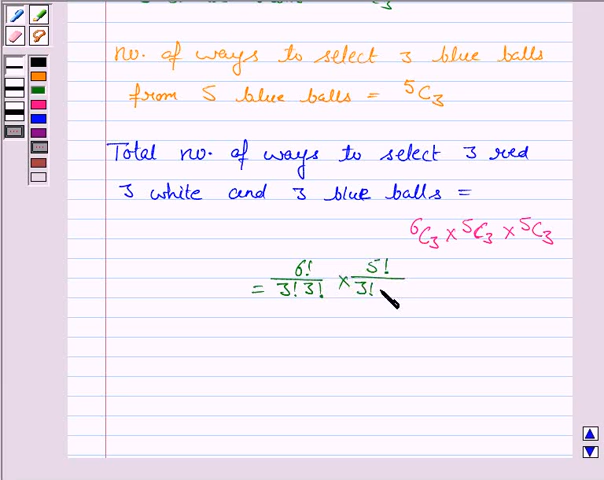 no. of ways to select 3 blue balls
from 5 blue balls = ⁵C₃
Total no. of ways to select 3 red
3 white and 3 blue balls =
⁶C₃ × ⁵C₃ × ⁵C₃
= 6!/3! 3! × 5!/3!